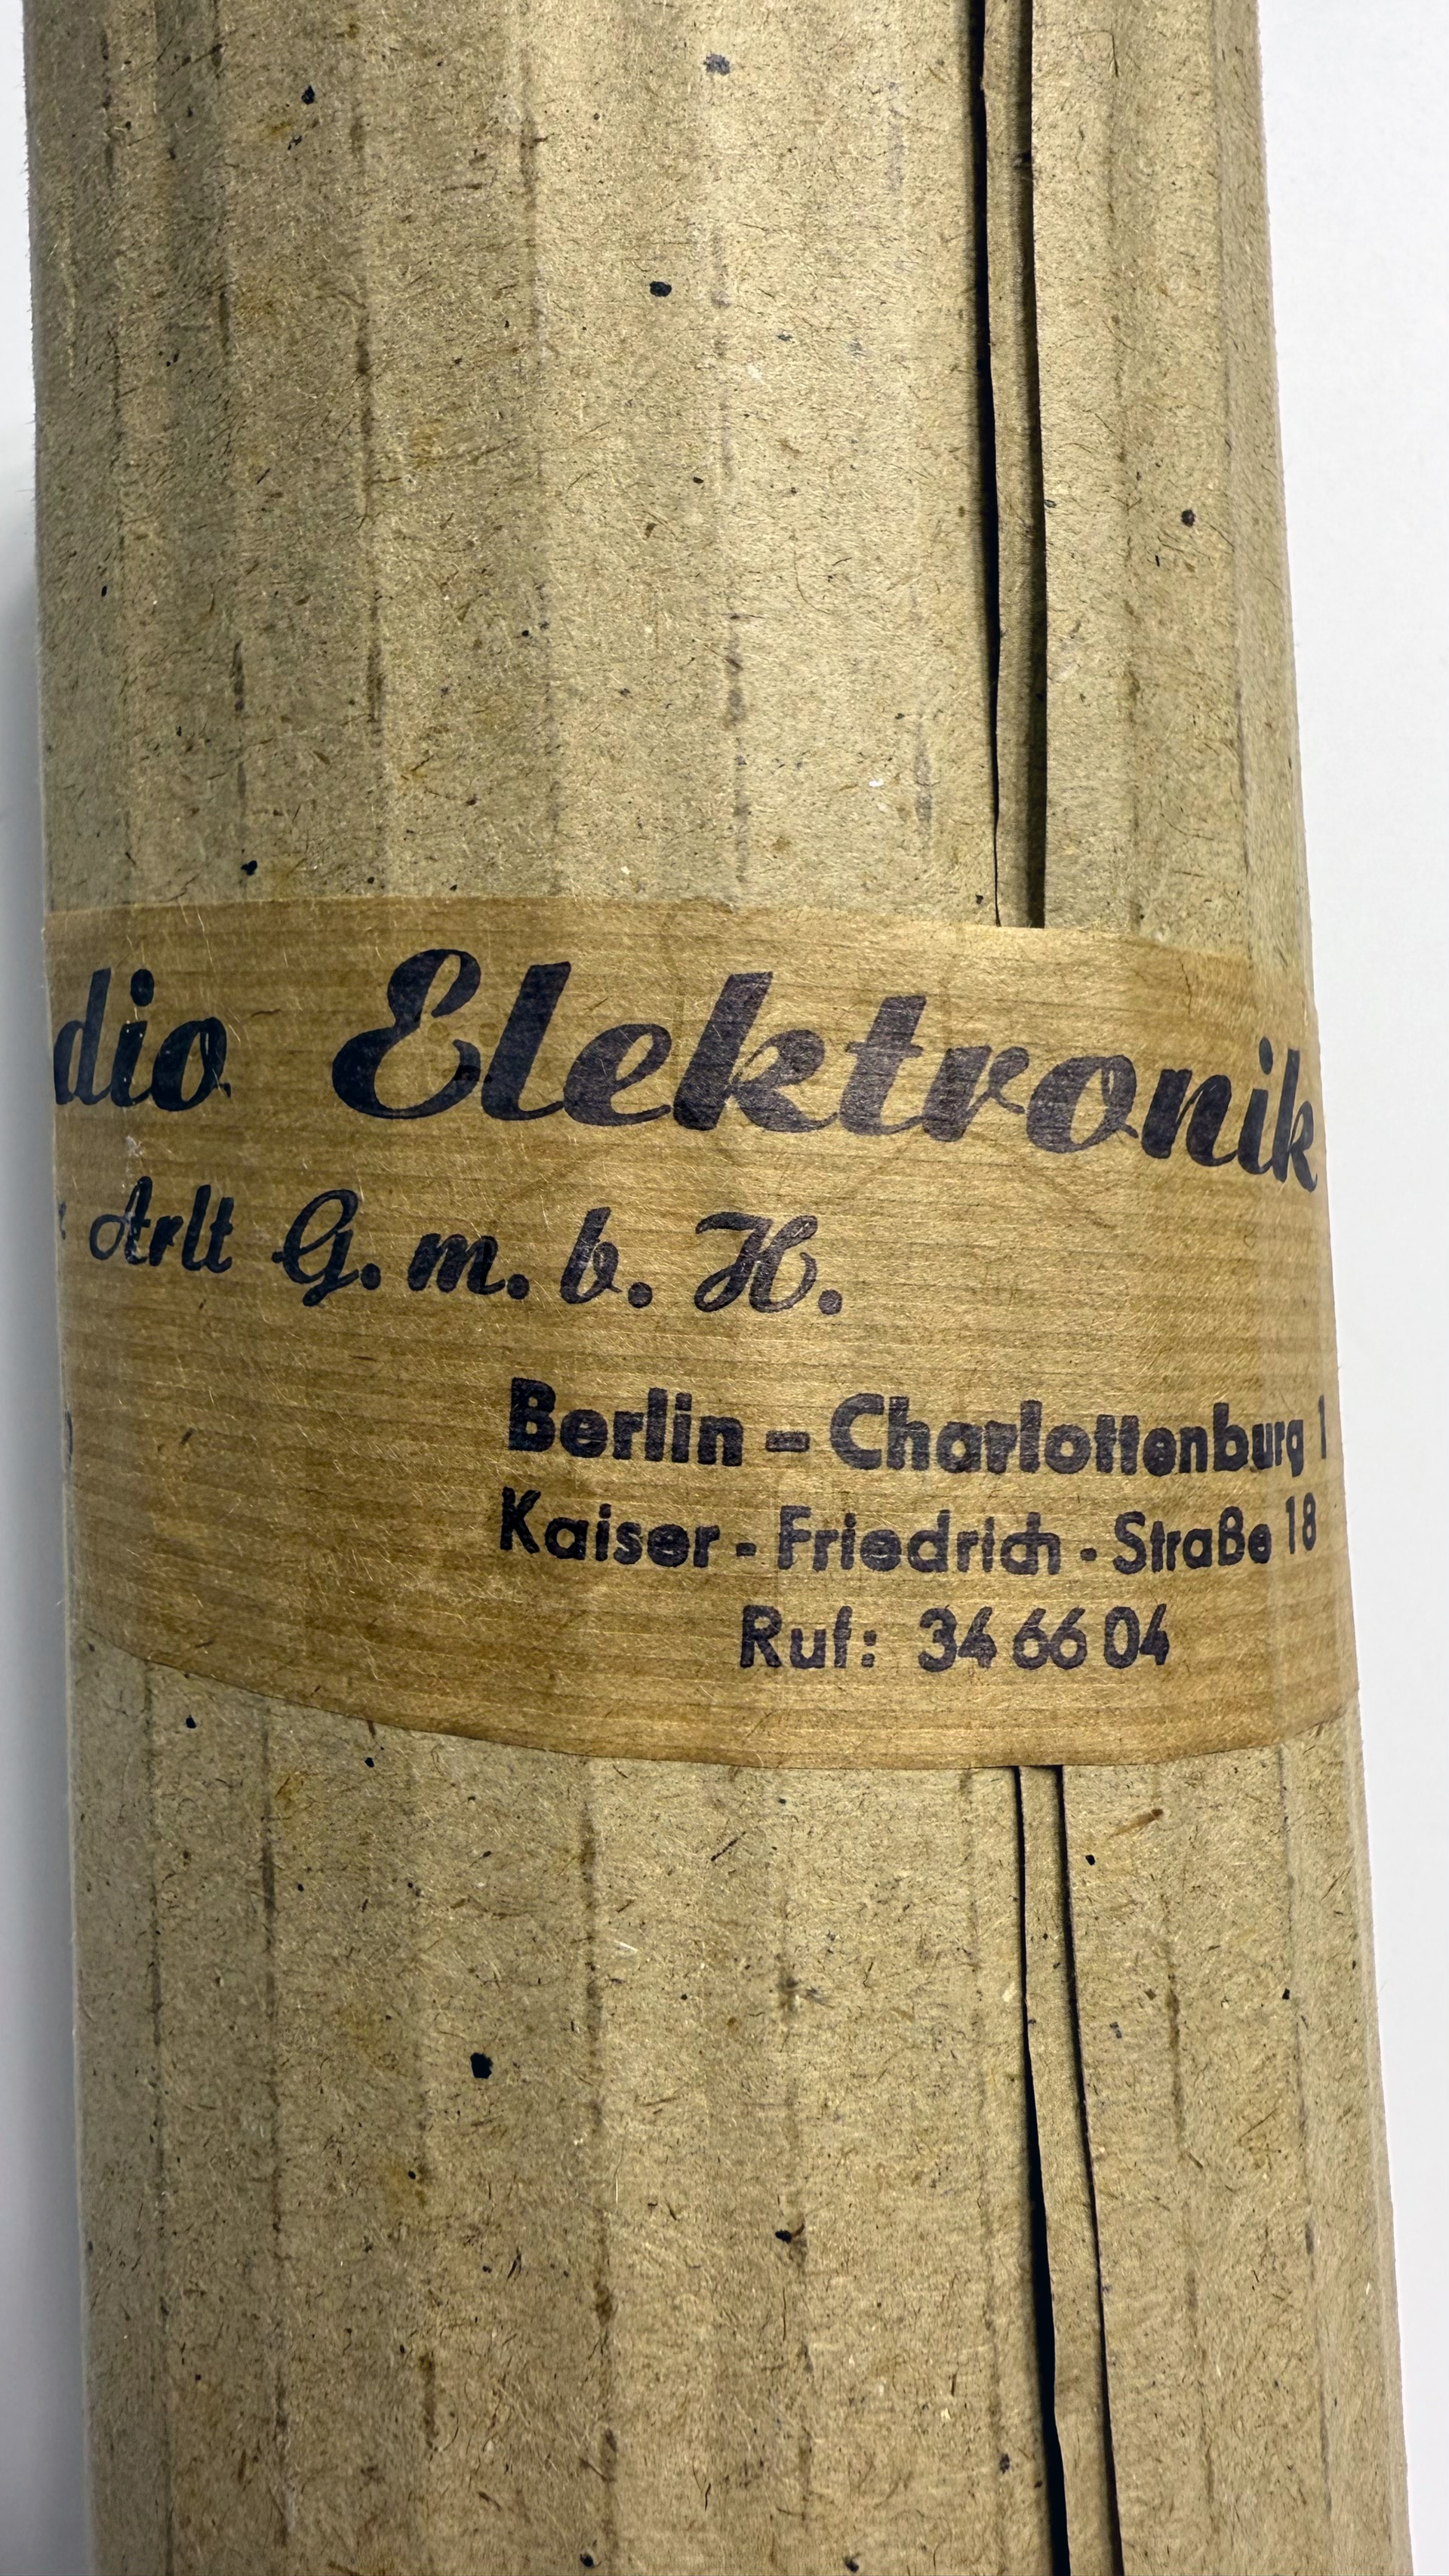 dio Elektronik
Arlt G. m. b. H.
Berlin – Charlottenburg 1
Kaiser - Friedrich - Straße 18
Ruf: 34 66 04